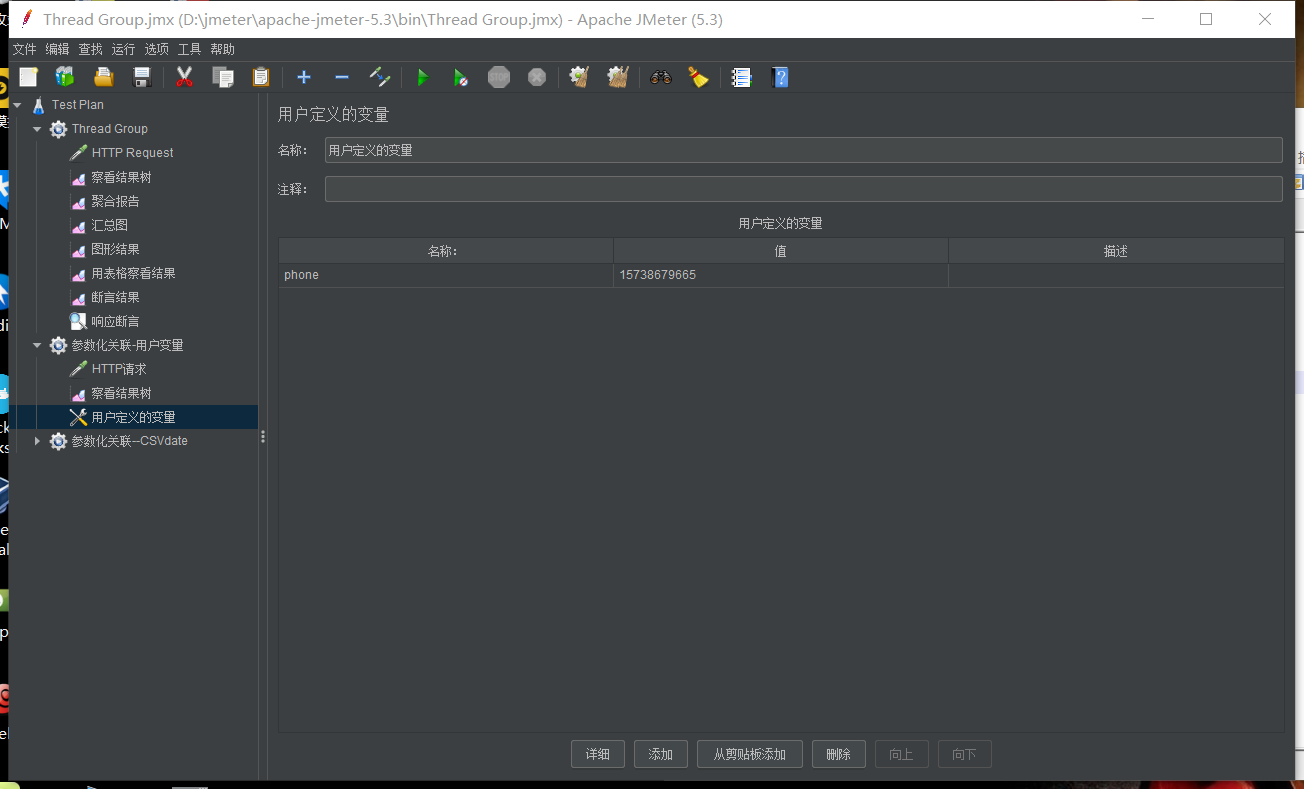 Thread Group.jmx (D:\jmeter\apache-jmeter-5.3\bin\Thread Group.jmx) - Apache JMeter (5.3)
文件 编辑 查找 运行 选项 工具 帮助
STOP
Test Plan
Thread Group
HTTP Request
察看结果树
聚合报告
汇总图
图形结果
用表格察看结果
断言结果
响应断言
参数化关联-用户变量
HTTP请求
察看结果树
用户定义的变量
参数化关联--CSVdate
用户定义的变量
名称: 用户定义的变量
注释:
用户定义的变量
名称: 值 描述
phone 15738679665
详细 添加 从剪贴板添加 删除 向上 向下